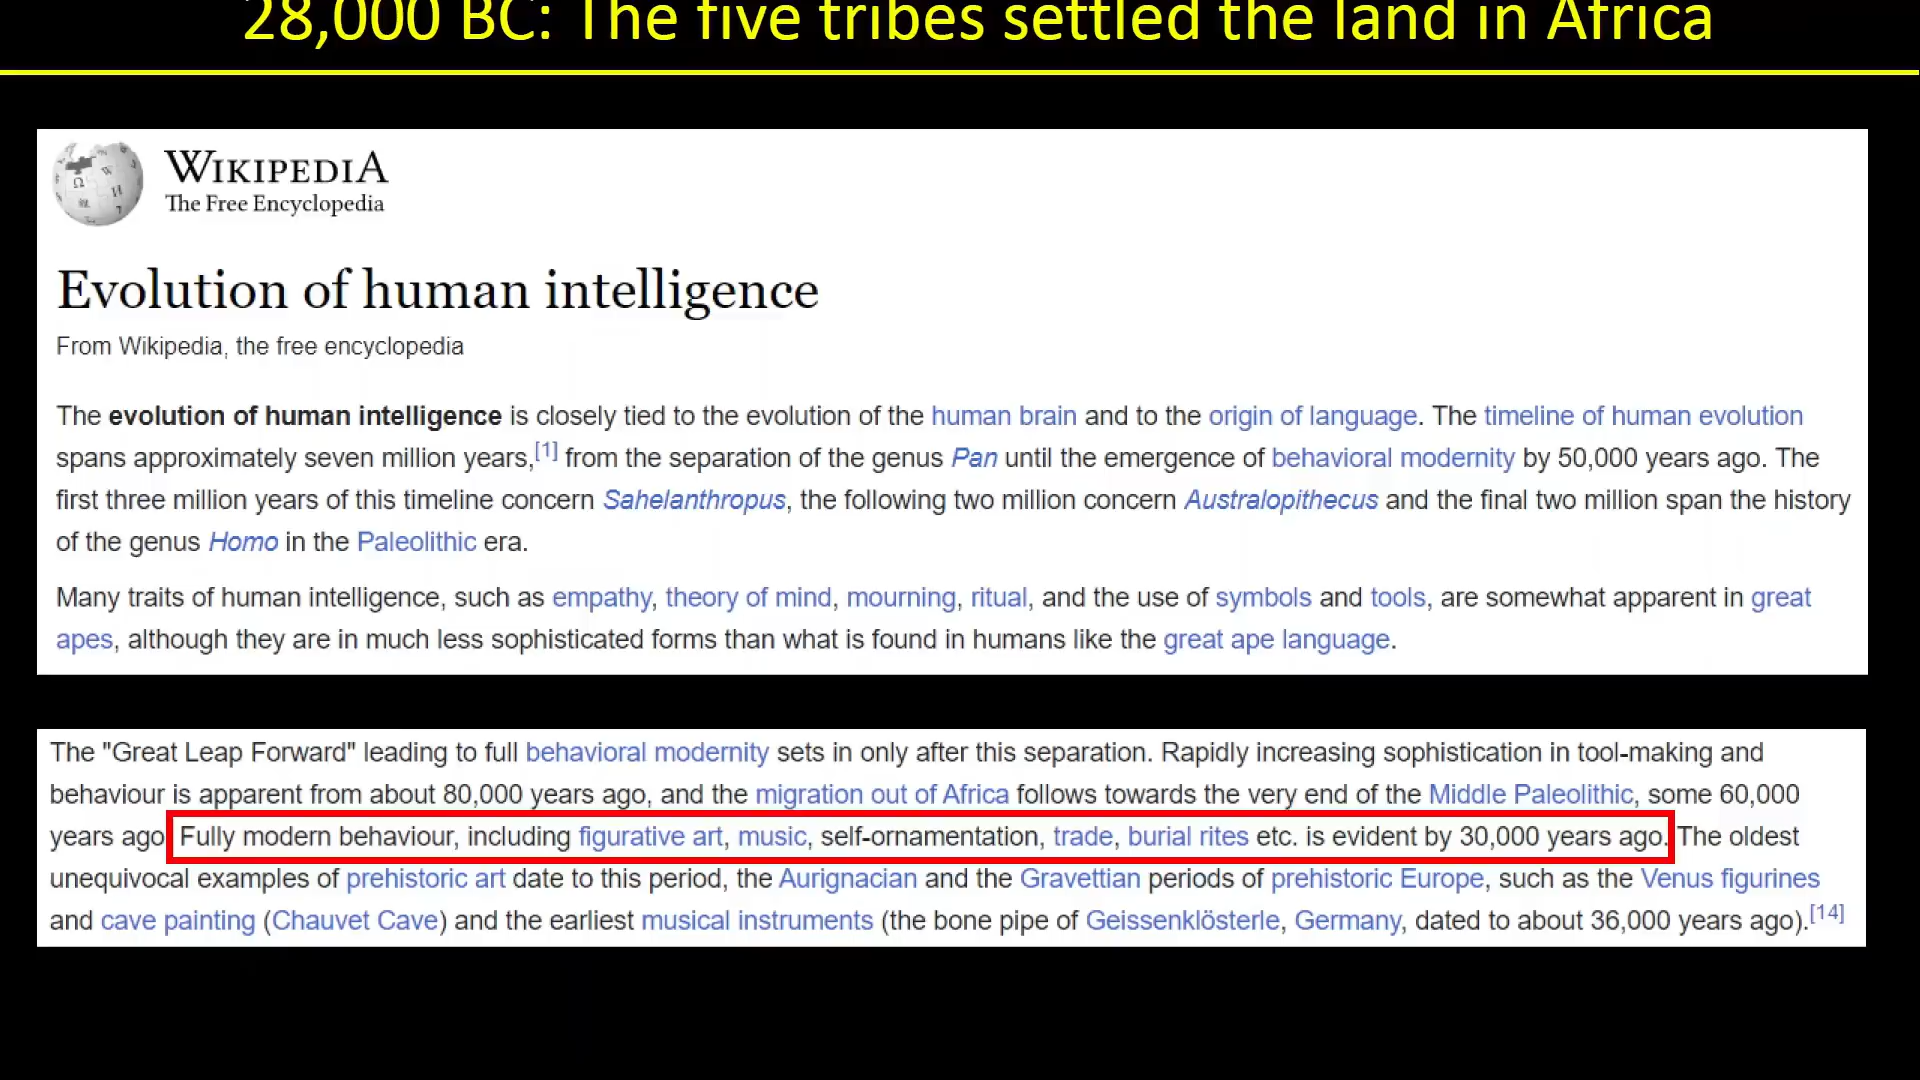 28,000 BC: The five tribes settled the land in Africa
WIKIPEDIA
The Free Encyclopedia
Evolution of human intelligence
From Wikipedia, the free encyclopedia
The evolution of human intelligence is closely tied to the evolution of the human brain and to the origin of language. The timeline of human evolution
spans approximately seven million years,[1] from the separation of the genus Pan until the emergence of behavioral modernity by 50,000 years ago. The
first three million years of this timeline concern Sahelanthropus, the following two million concern Australopithecus and the final two million span the history
of the genus Homo in the Paleolithic era.
Many traits of human intelligence, such as empathy, theory of mind, mourning, ritual, and the use of symbols and tools, are somewhat apparent in great
apes, although they are in much less sophisticated forms than what is found in humans like the great ape language.
The "Great Leap Forward" leading to full behavioral modernity sets in only after this separation. Rapidly increasing sophistication in tool-making and
behaviour is apparent from about 80,000 years ago, and the migration out of Africa follows towards the very end of the Middle Paleolithic, some 60,000
years ago. Fully modern behaviour, including figurative art, music, self-ornamentation, trade, burial rites etc. is evident by 30,000 years ago. The oldest
unequivocal examples of prehistoric art date to this period, the Aurignacian and the Gravettian periods of prehistoric Europe, such as the Venus figurines
and cave painting (Chauvet Cave) and the earliest musical instruments (the bone pipe of Geissenklösterle, Germany, dated to about 36,000 years ago).[14]